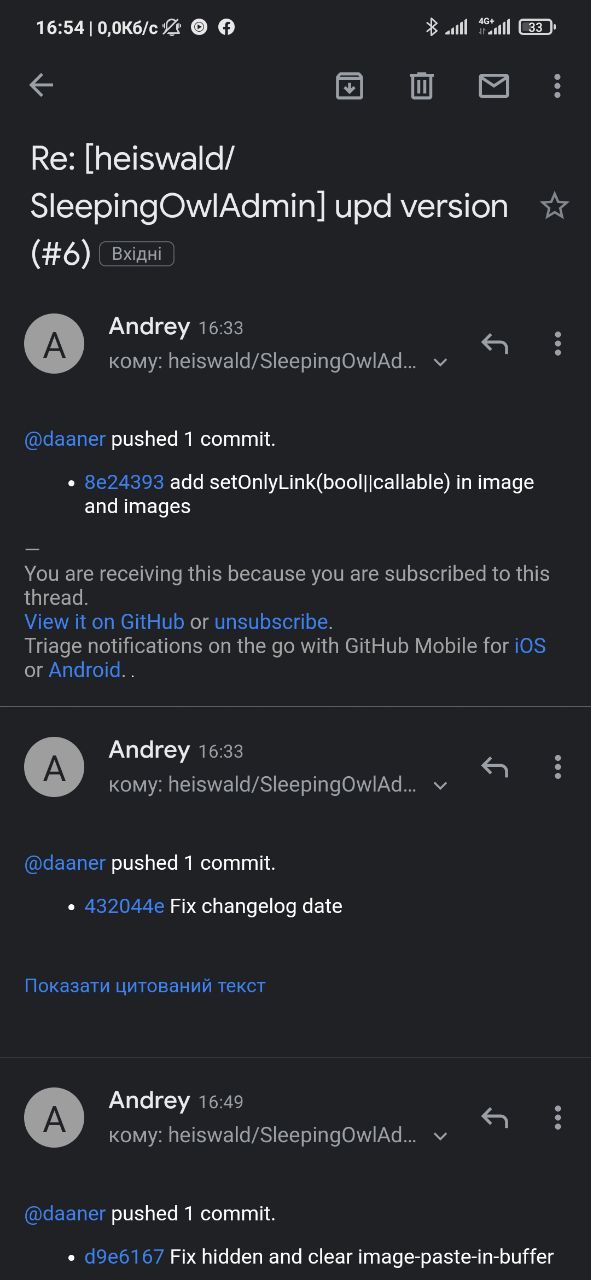 16:54 | 0,0Кб/с
4G+
33
Re: [heiswald/
SleepingOwlAdmin] upd version
(#6) Вхідні
A
Andrey 16:33
кому: heiswald/SleepingOwlAd...
@daaner pushed 1 commit.
• 8e24393 add setOnlyLink(bool||callable) in image
and images
—
You are receiving this because you are subscribed to this
thread.
View it on GitHub or unsubscribe.
Triage notifications on the go with GitHub Mobile for iOS
or Android. .
A
Andrey 16:33
кому: heiswald/SleepingOwlAd...
@daaner pushed 1 commit.
• 432044e Fix changelog date
Показати цитований текст
A
Andrey 16:49
кому: heiswald/SleepingOwlAd...
@daaner pushed 1 commit.
• d9e6167 Fix hidden and clear image-paste-in-buffer